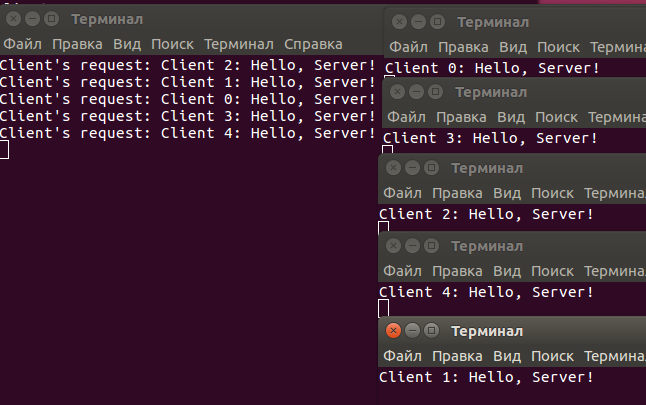 Терминал
Файл Правка Вид Поиск Терминал Справка
Client's request: Client 2: Hello, Server!
Client's request: Client 1: Hello, Server!
Client's request: Client 0: Hello, Server!
Client's request: Client 3: Hello, Server!
Client's request: Client 4: Hello, Server!
Терминал
Файл Правка Вид Поиск Термина
Client 0: Hello, Server!
Терминал
Файл Правка Вид Поиск Термина
Client 3: Hello, Server!
Терминал
Файл Правка Вид Поиск Термина
Client 2: Hello, Server!
Терминал
Файл Правка Вид Поиск Термина
Client 4: Hello, Server!
Терминал
Файл Правка Вид Поиск Термина
Client 1: Hello, Server!